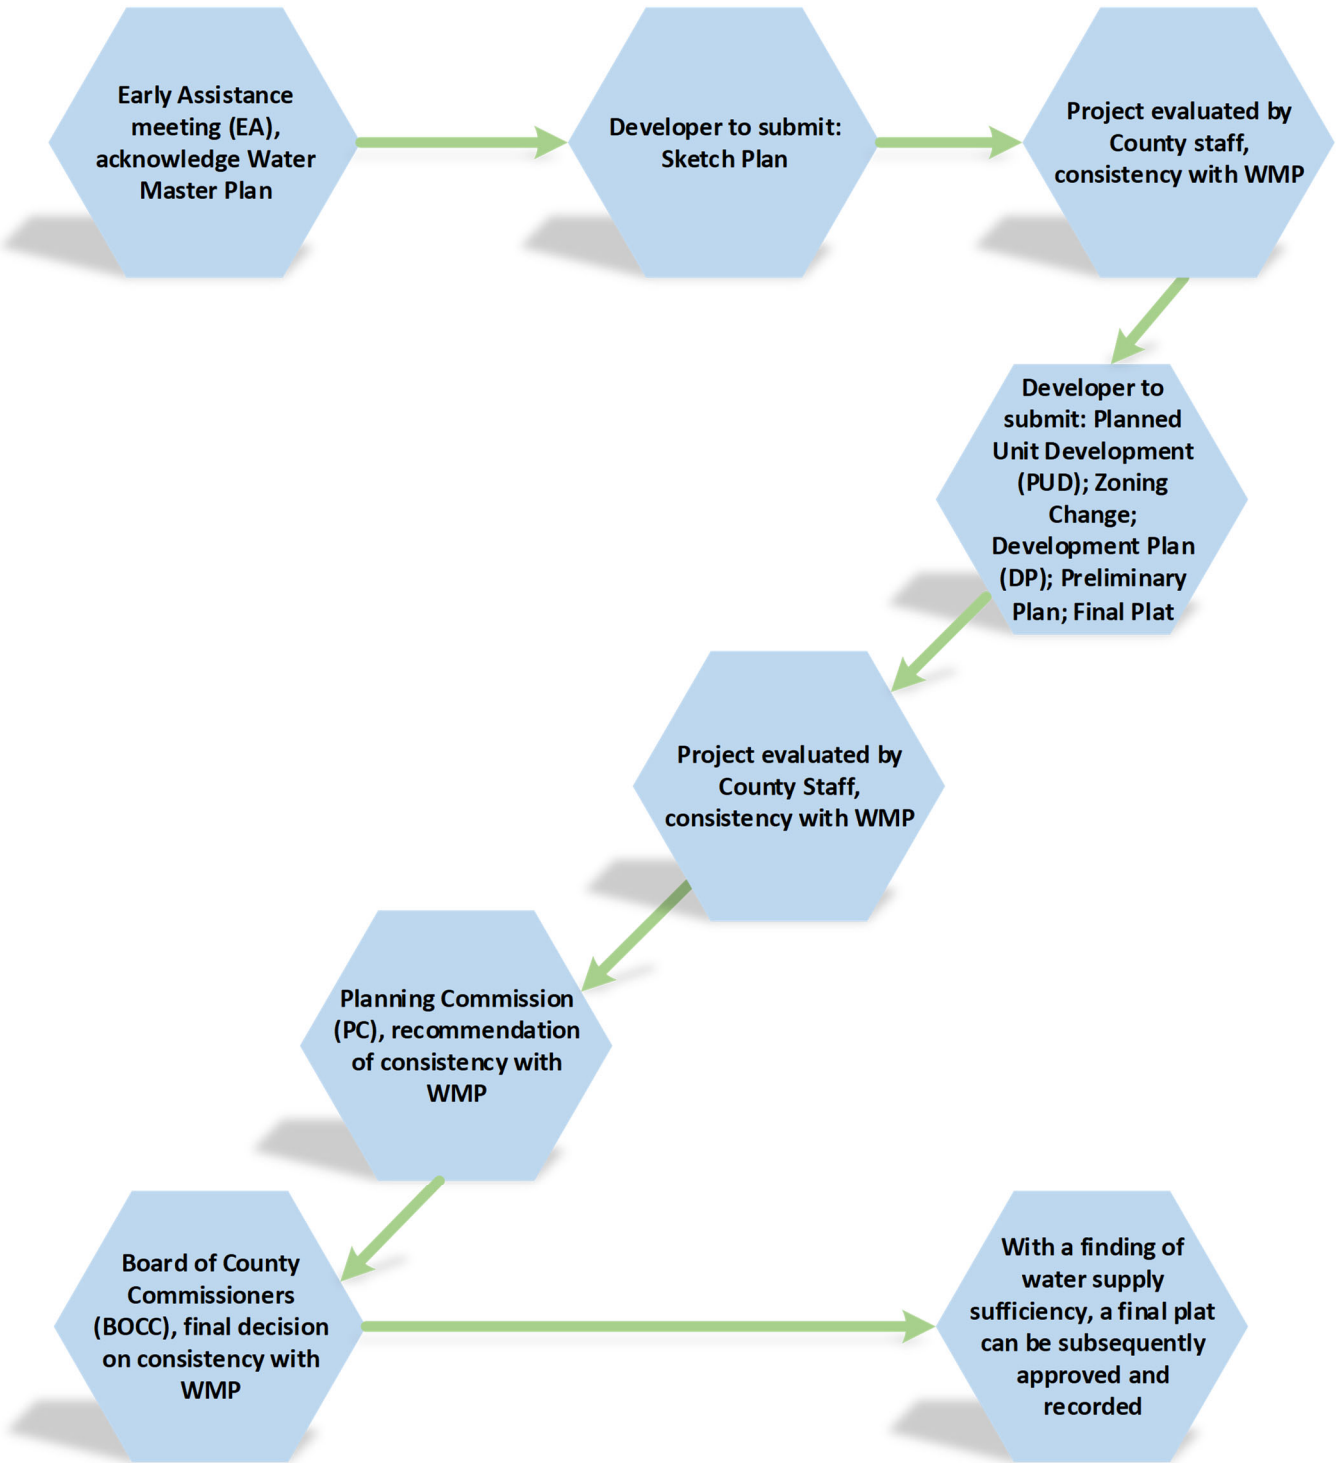 Early Assistance
meeting (EA),
acknowledge Water
Master Plan
Developer to submit:
Sketch Plan
Project evaluated by
County staff,
consistency with WMP
Developer to
submit: Planned
Unit Development
(PUD); Zoning
Change;
Development Plan
(DP); Preliminary
Plan; Final Plat
Project evaluated by
County Staff,
consistency with WMP
Planning Commission
(PC), recommendation
of consistency with
WMP
Board of County
Commissioners
(BOCC), final decision
on consistency with
WMP
With a finding of
water supply
sufficiency, a final plat
can be subsequently
approved and
recorded